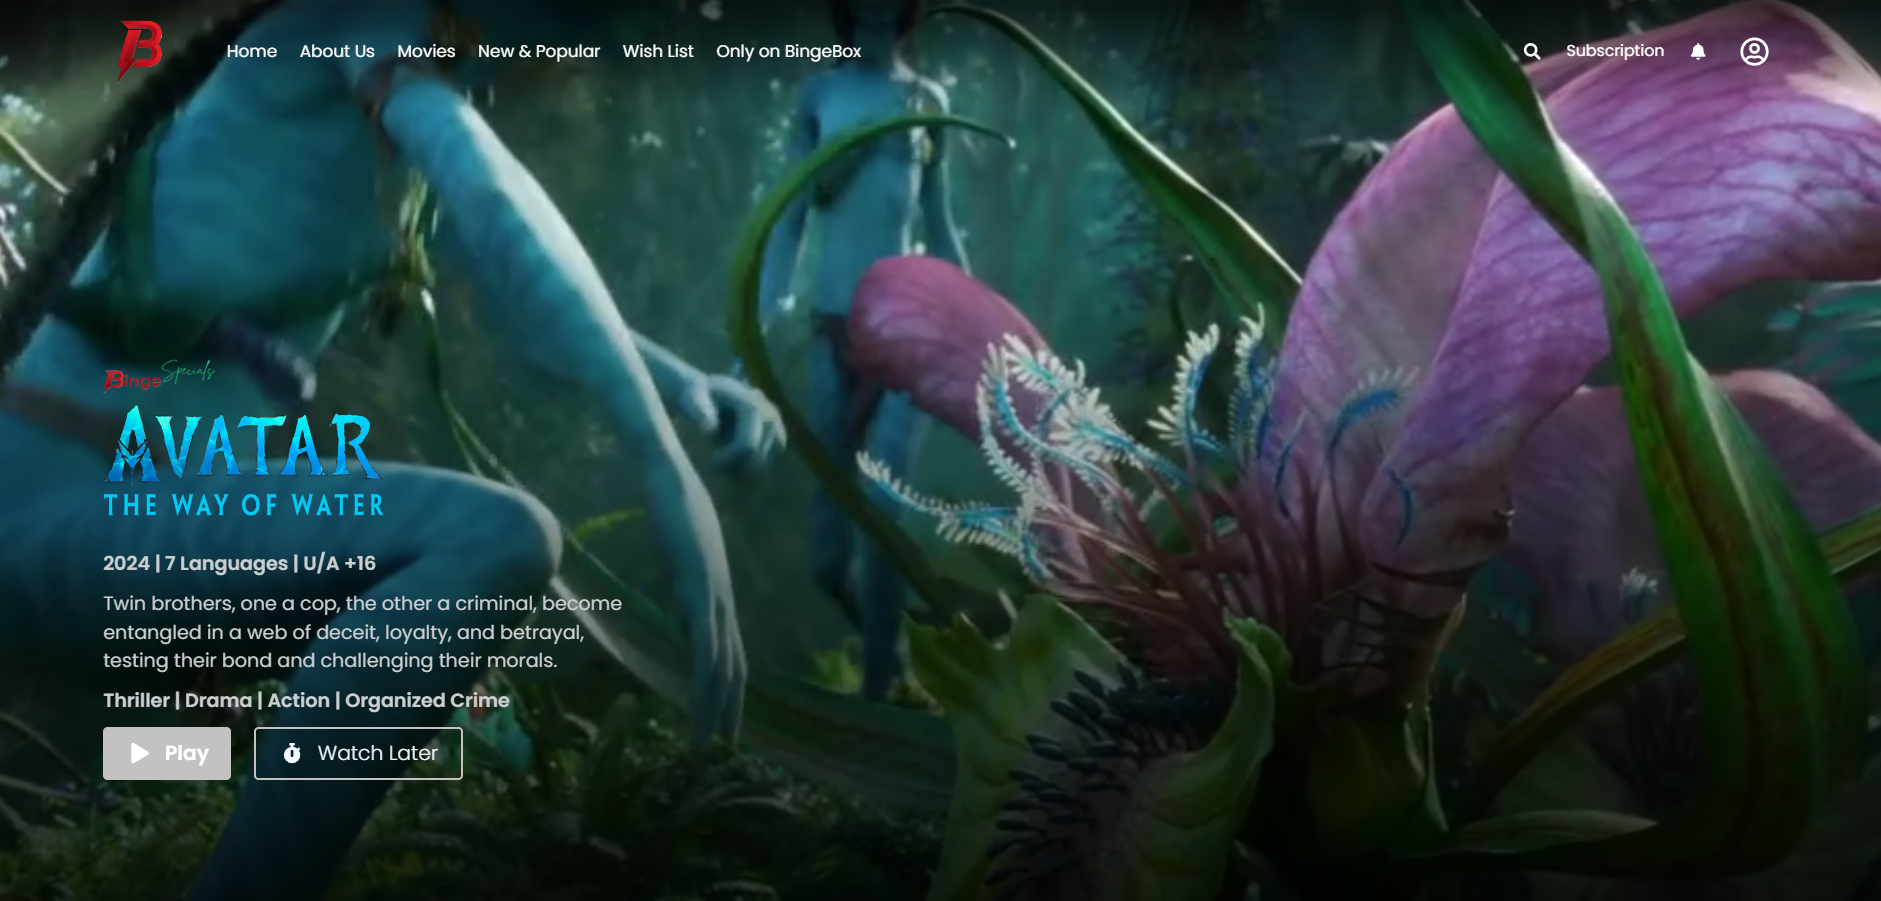 B
Home About Us Movies New & Popular Wish List Only on BingeBox
Subscription
Binge Specials
AVATAR
THE WAY OF WATER
2024 | 7 Languages | U/A +16
Twin brothers, one a cop, the other a criminal, become
entangled in a web of deceit, loyalty, and betrayal,
testing their bond and challenging their morals.
Thriller | Drama | Action | Organized Crime
Play
Watch Later